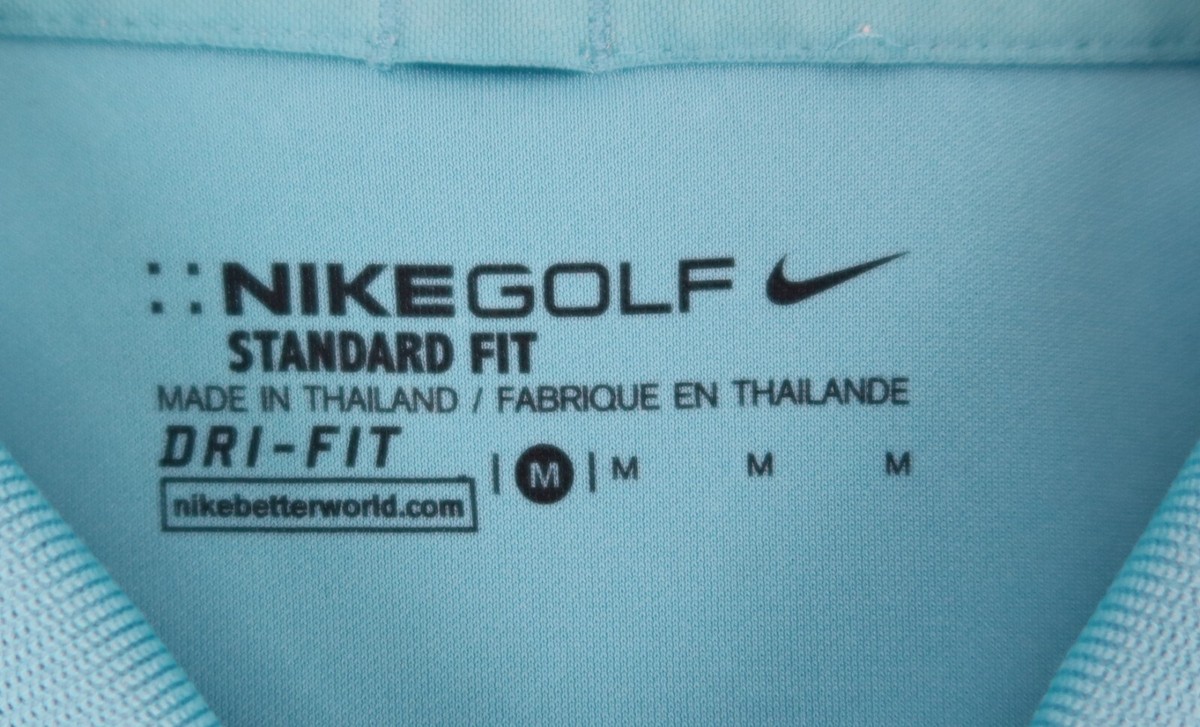 NIKEGOLF
STANDARD FIT
MADE IN THAILAND / FABRIQUE EN THAILANDE
DRI-FIT
| M | M M M
nikebetterworld.com